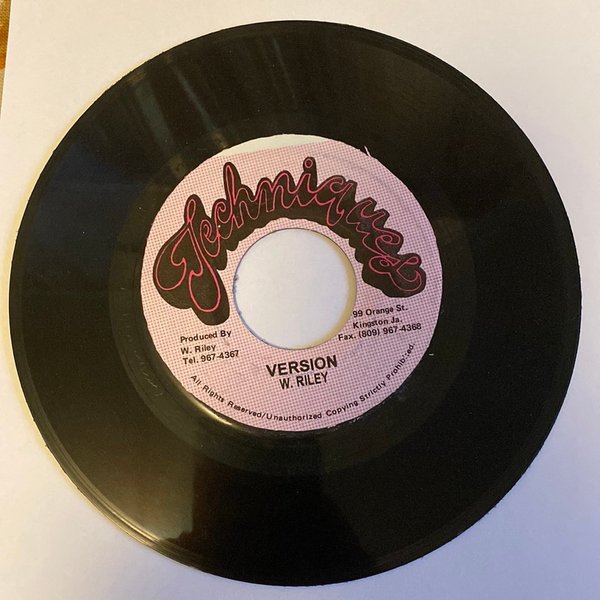 Techniques
Produced By
W. Riley
Tel. 967-4367
99 Orange St.
Kingston Ja.
Fax. (809) 967-4368
VERSION
W. RILEY
All Rights Reserved/Unauthorized Copying Strictly Prohibited.